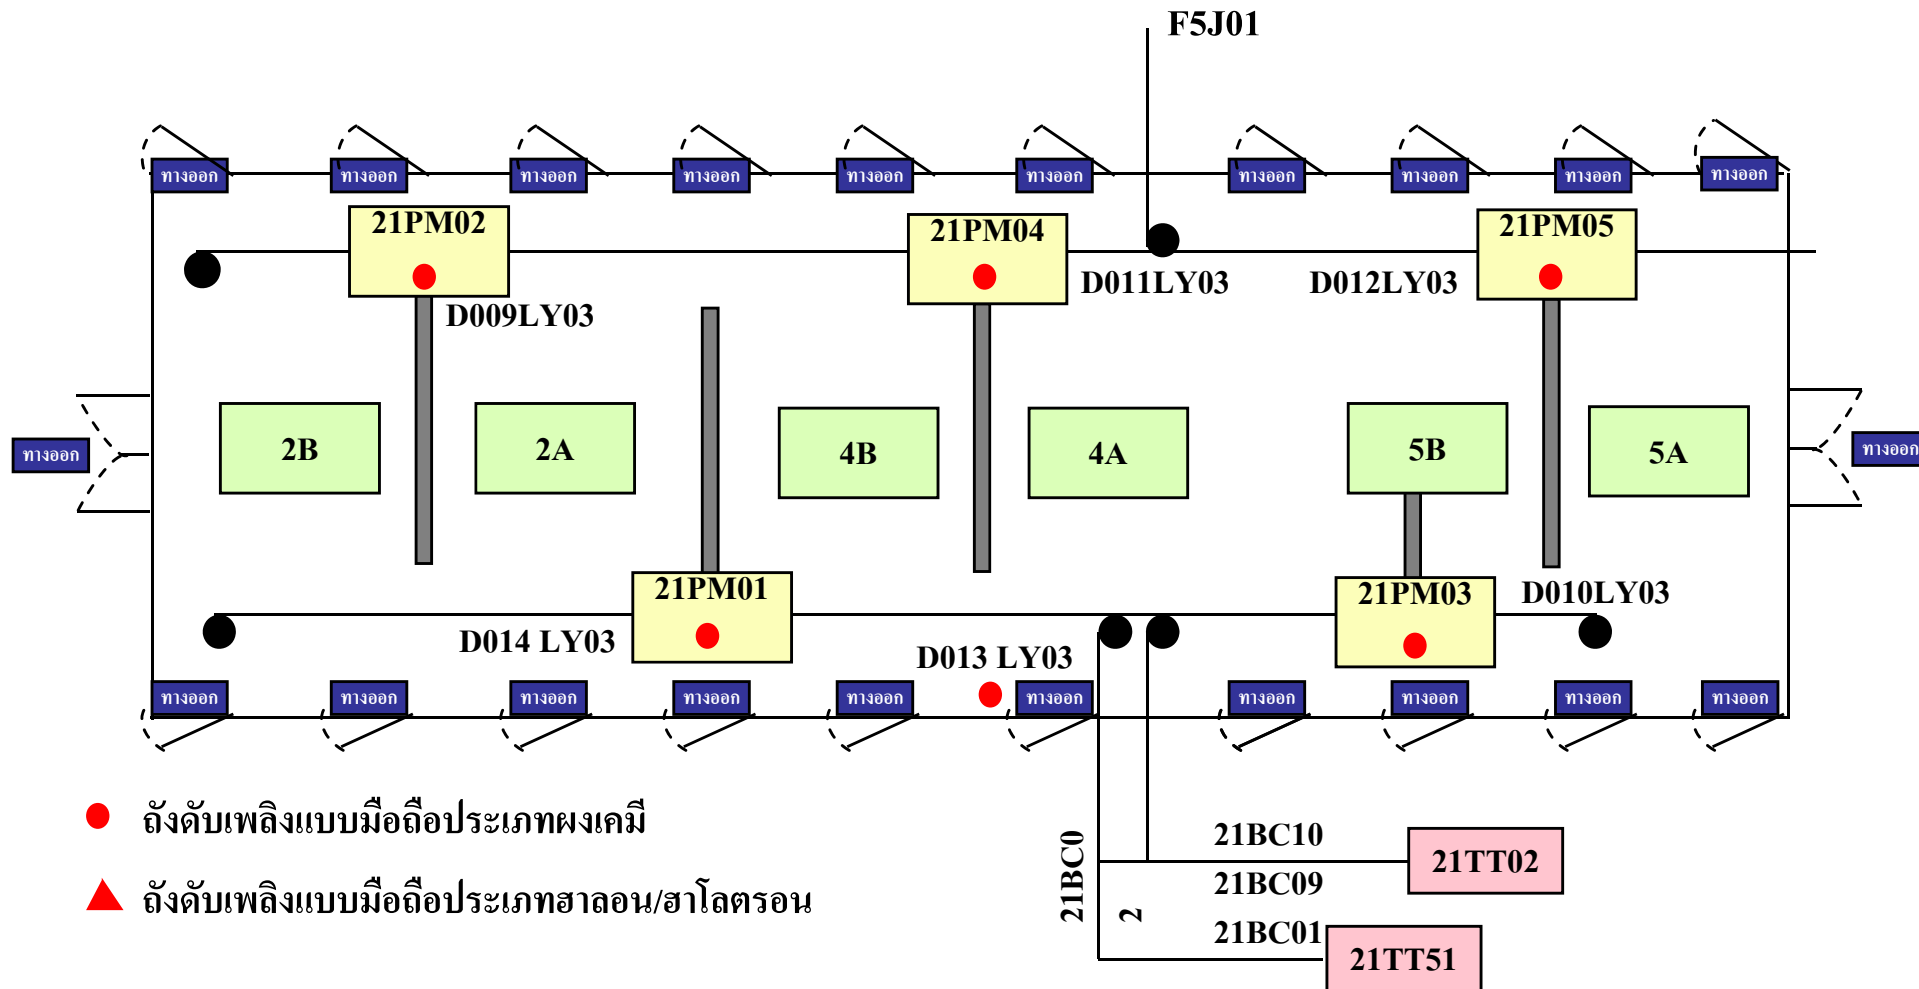 F5J01
ทางออก ทางออก ทางออก ทางออก ทางออก ทางออก ทางออก ทางออก ทางออก ทางออก
21PM02 21PM04 21PM05
D011LY03 D012LY03
D009LY03
ทางออก 2B 2A 4B 4A 5B 5A ทางออก
21PM01 21PM03 D010LY03
D014 LY03 D013 LY03
ทางออก ทางออก ทางออก ทางออก ทางออก ทางออก ทางออก ทางออก ทางออก ทางออก
ถังดับเพลิงแบบมือถือประเภทผงเคมี
ถังดับเพลิงแบบมือถือประเภทฮาลอน/ฮาโลตรอน
21BC0
2
21BC10
21TT02
21BC09
21BC01
21TT51